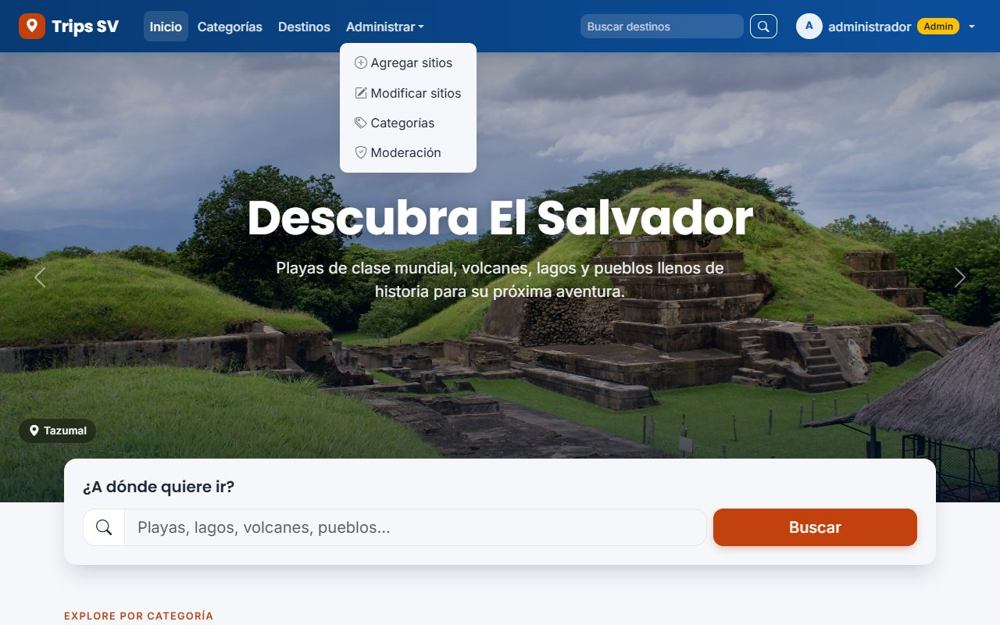 Trips SV
Inicio
Categorías
Destinos
Administrar
Buscar destinos
A
administrador
Admin
Agregar sitios
Modificar sitios
Categorías
Moderación
Descubra El Salvador
Playas de clase mundial, volcanes, lagos y pueblos llenos de
historia para su próxima aventura.
Tazumal
¿A dónde quiere ir?
Playas, lagos, volcanes, pueblos...
Buscar
EXPLORE POR CATEGORÍA